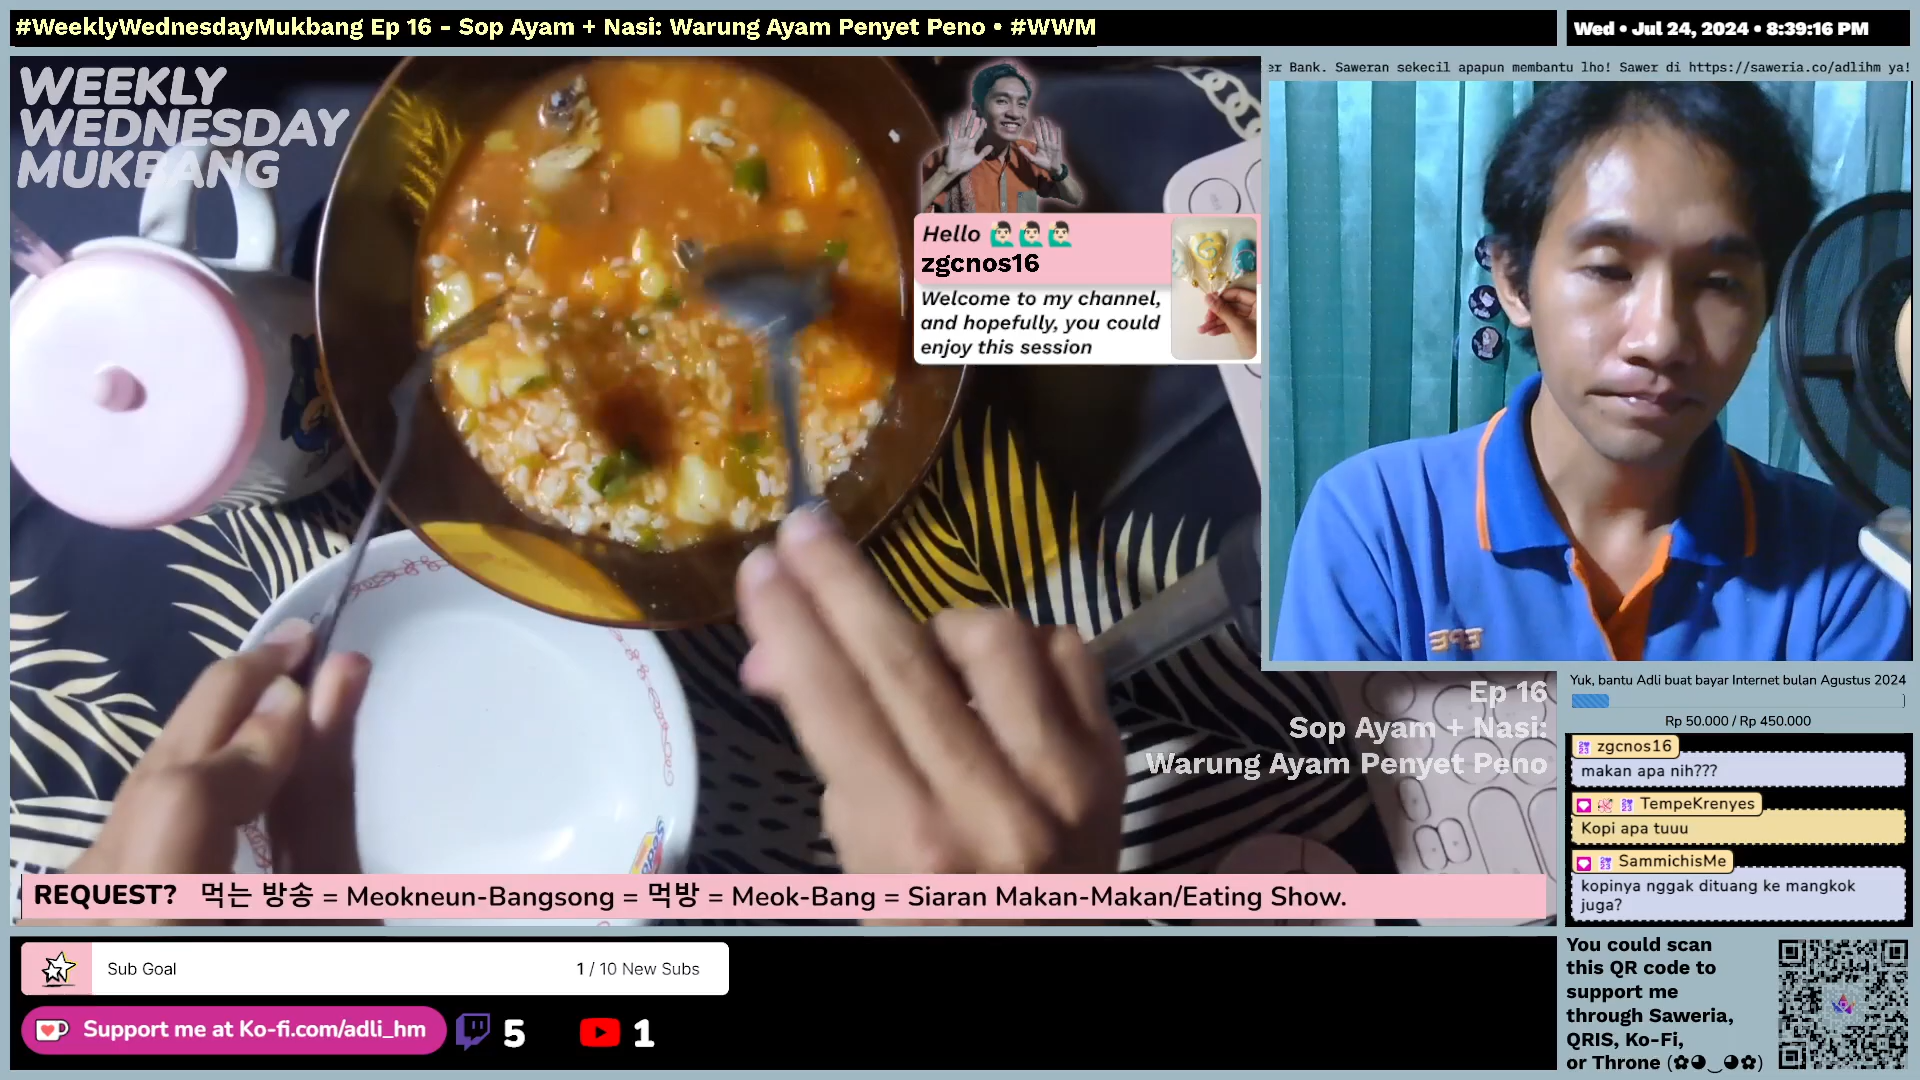 #WeeklyWednesdayMukbang Ep 16 - Sop Ayam + Nasi: Warung Ayam Penyet Peno • #WWM
Wed • Jul 24, 2024 • 8:39:16 PM
er Bank. Saweran sekecil apapun membantu lho! Sawer di https://saweria.co/adlihm ya!
WEEKLY
WEDNESDAY
MUKBANG
Hello 🙋🏻‍♂️🙋🏻‍♂️🙋🏻‍♂️
zgcnos16
Welcome to my channel,
and hopefully, you could
enjoy this session
Ep 16
Sop Ayam + Nasi:
Warung Ayam Penyet Peno
Yuk, bantu Adli buat bayar Internet bulan Agustus 2024
Rp 50.000 / Rp 450.000
zgcnos16
makan apa nih???
TempeKrenyes
Kopi apa tuuu
SammichisMe
kopinya nggak dituang ke mangkok
juga?
REQUEST? 먹는 방송 = Meokneun-Bangsong = 먹방 = Meok-Bang = Siaran Makan-Makan/Eating Show.
Sub Goal
1 / 10 New Subs
Support me at Ko-fi.com/adli_hm
5
1
You could scan
this QR code to
support me
through Saweria,
QRIS, Ko-Fi,
or Throne (✿◕‿◕✿)